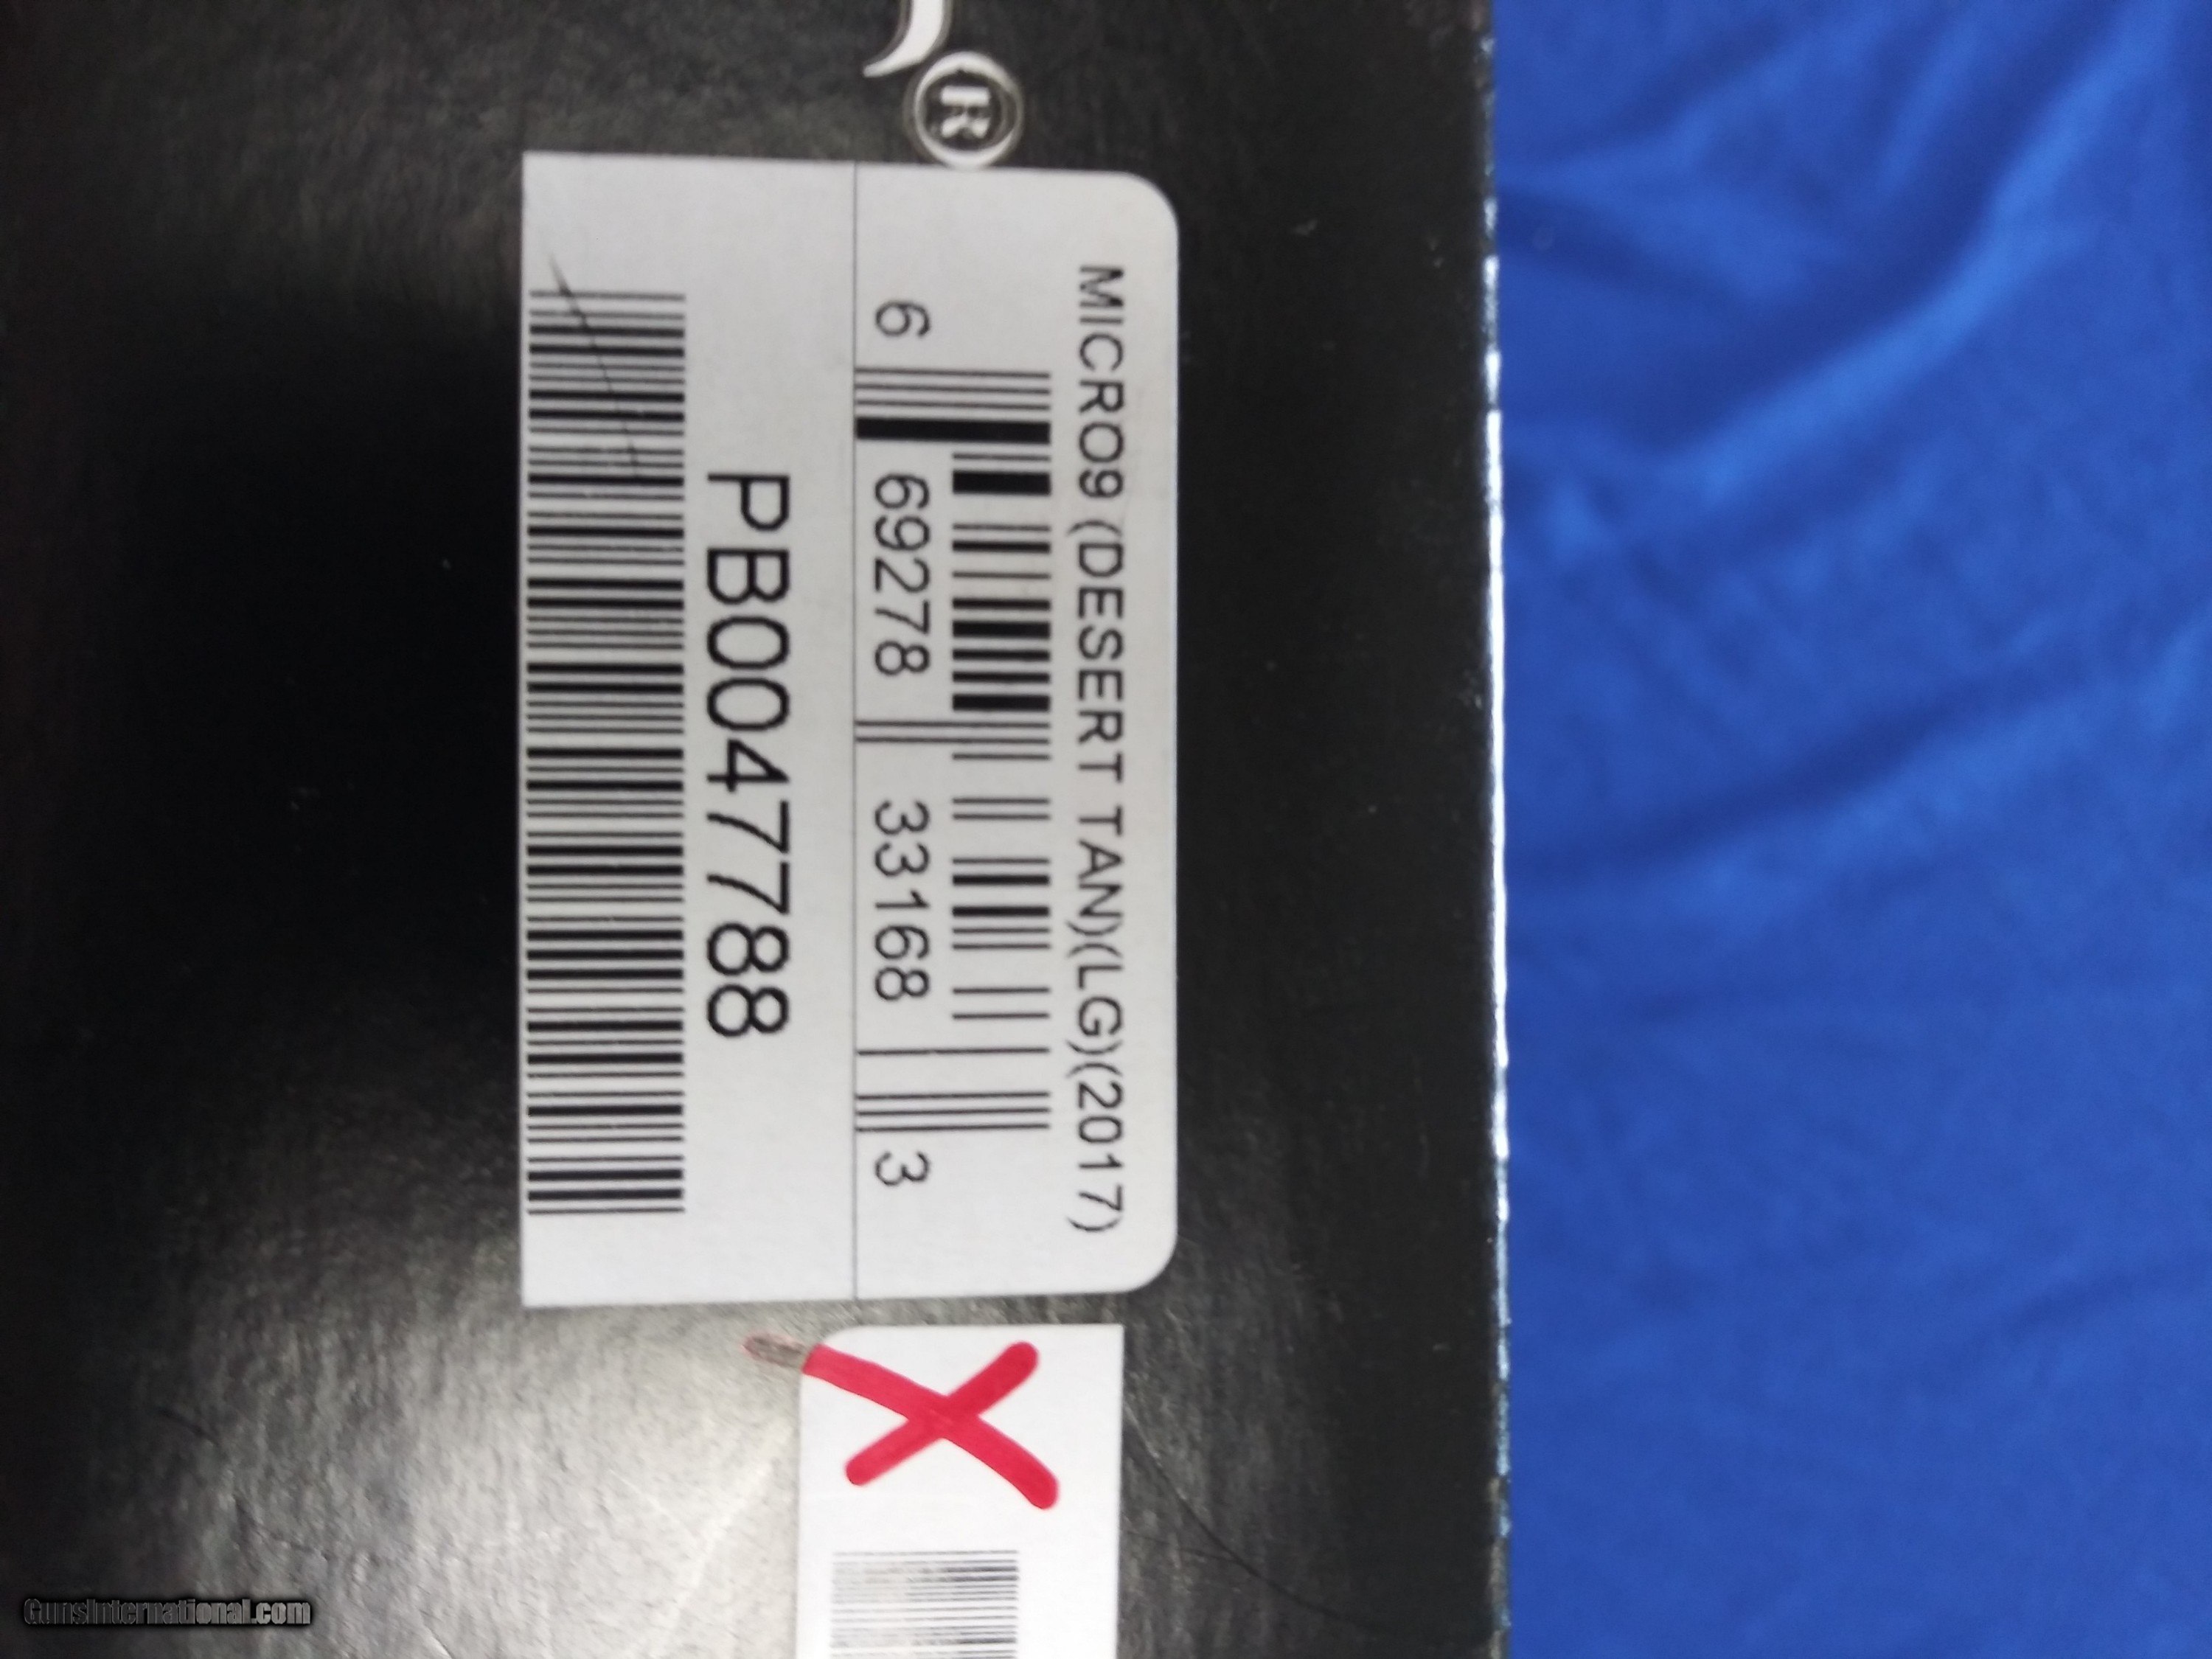 ®
MICRO9 (DESERT TAN)(LG)(2017)
6 69278 33168 3
PB0047788
X
GunsInternational.com